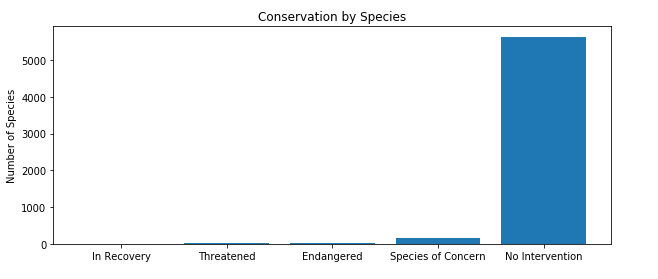 Conservation by Species
Number of Species
5000
4000
3000
2000
1000
0
In Recovery
Threatened
Endangered
Species of Concern
No Intervention